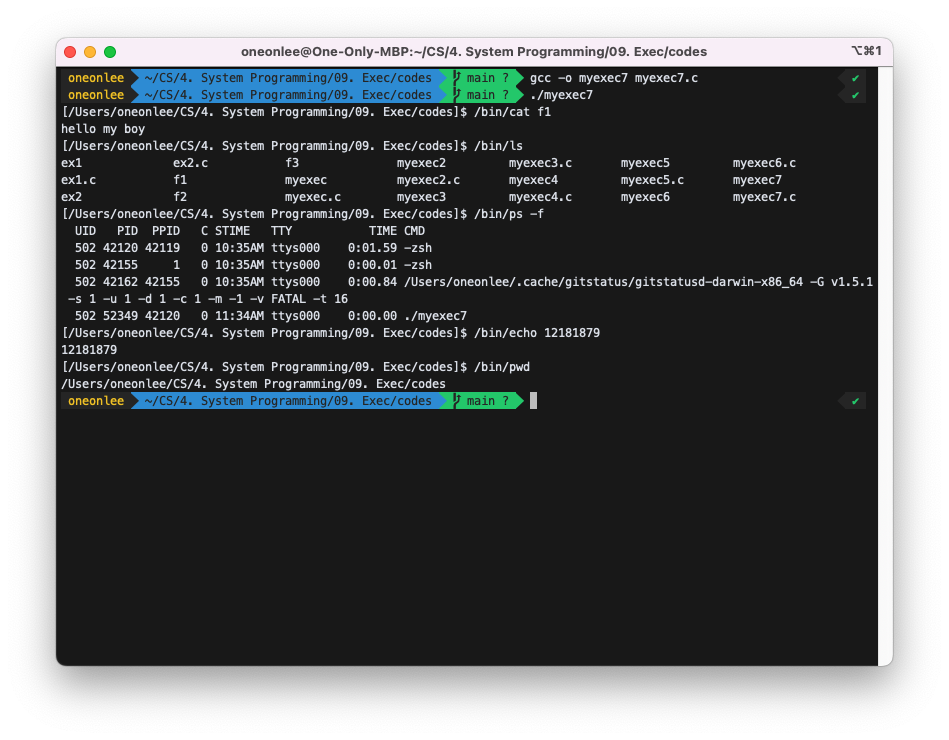 oneonlee@One-Only-MBP:~/CS/4. System Programming/09. Exec/codes ⌥⌘1
oneonlee ~/CS/4. System Programming/09. Exec/codes main ? gcc -o myexec7 myexec7.c ✔
oneonlee ~/CS/4. System Programming/09. Exec/codes main ? ./myexec7 ✔
[/Users/oneonlee/CS/4. System Programming/09. Exec/codes]$ /bin/cat f1
hello my boy
[/Users/oneonlee/CS/4. System Programming/09. Exec/codes]$ /bin/ls
ex1 ex2.c f3 myexec2 myexec3.c myexec5 myexec6.c
ex1.c f1 myexec myexec2.c myexec4 myexec5.c myexec7
ex2 f2 myexec.c myexec3 myexec4.c myexec6 myexec7.c
[/Users/oneonlee/CS/4. System Programming/09. Exec/codes]$ /bin/ps -f
UID PID PPID C STIME TTY TIME CMD
502 42120 42119 0 10:35AM ttys000 0:01.59 -zsh
502 42155 1 0 10:35AM ttys000 0:00.01 -zsh
502 42162 42155 0 10:35AM ttys000 0:00.84 /Users/oneonlee/.cache/gitstatus/gitstatusd-darwin-x86_64 -G v1.5.1
-s 1 -u 1 -d 1 -c 1 -m -1 -v FATAL -t 16
502 52349 42120 0 11:34AM ttys000 0:00.00 ./myexec7
[/Users/oneonlee/CS/4. System Programming/09. Exec/codes]$ /bin/echo 12181879
12181879
[/Users/oneonlee/CS/4. System Programming/09. Exec/codes]$ /bin/pwd
/Users/oneonlee/CS/4. System Programming/09. Exec/codes
oneonlee ~/CS/4. System Programming/09. Exec/codes main ? ✔